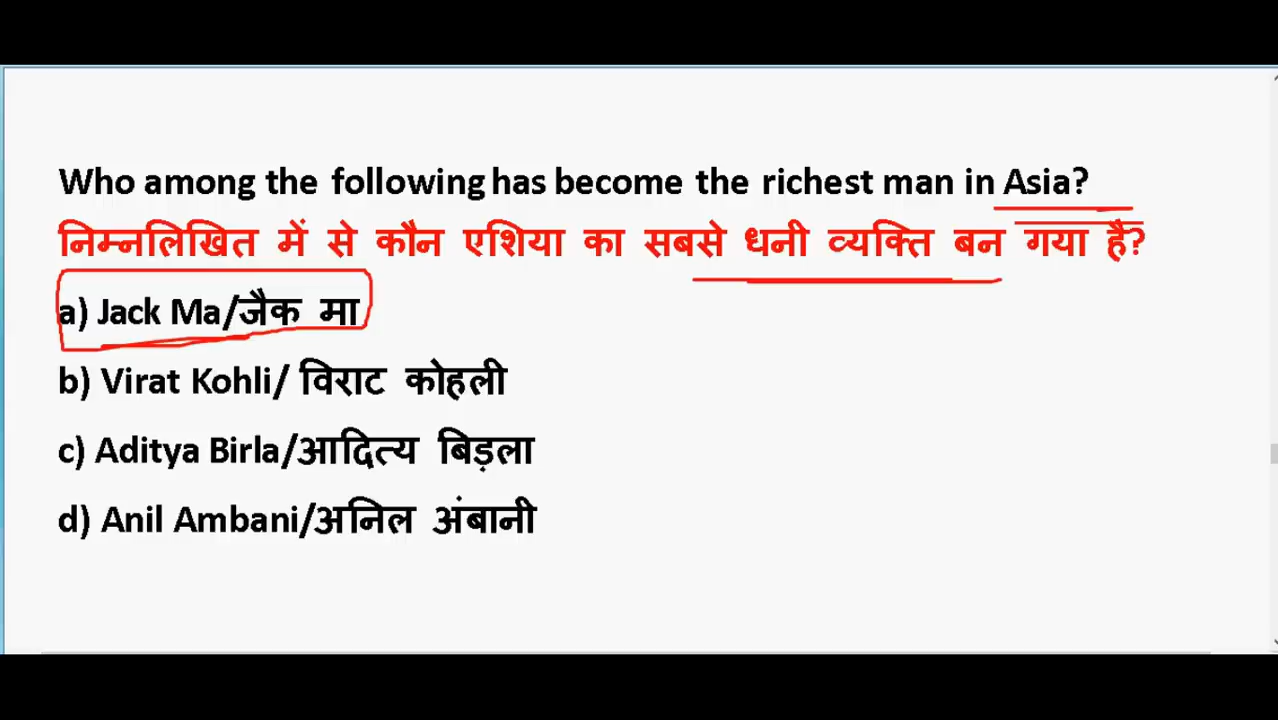 Who among the following has become the richest man in Asia?
निम्नलिखित में से कौन एशिया का सबसे धनी व्यक्ति बन गया है?
a) Jack Ma/जैक मा
b) Virat Kohli/ विराट कोहली
c) Aditya Birla/आदित्य बिड़ला
d) Anil Ambani/अनिल अंबानी